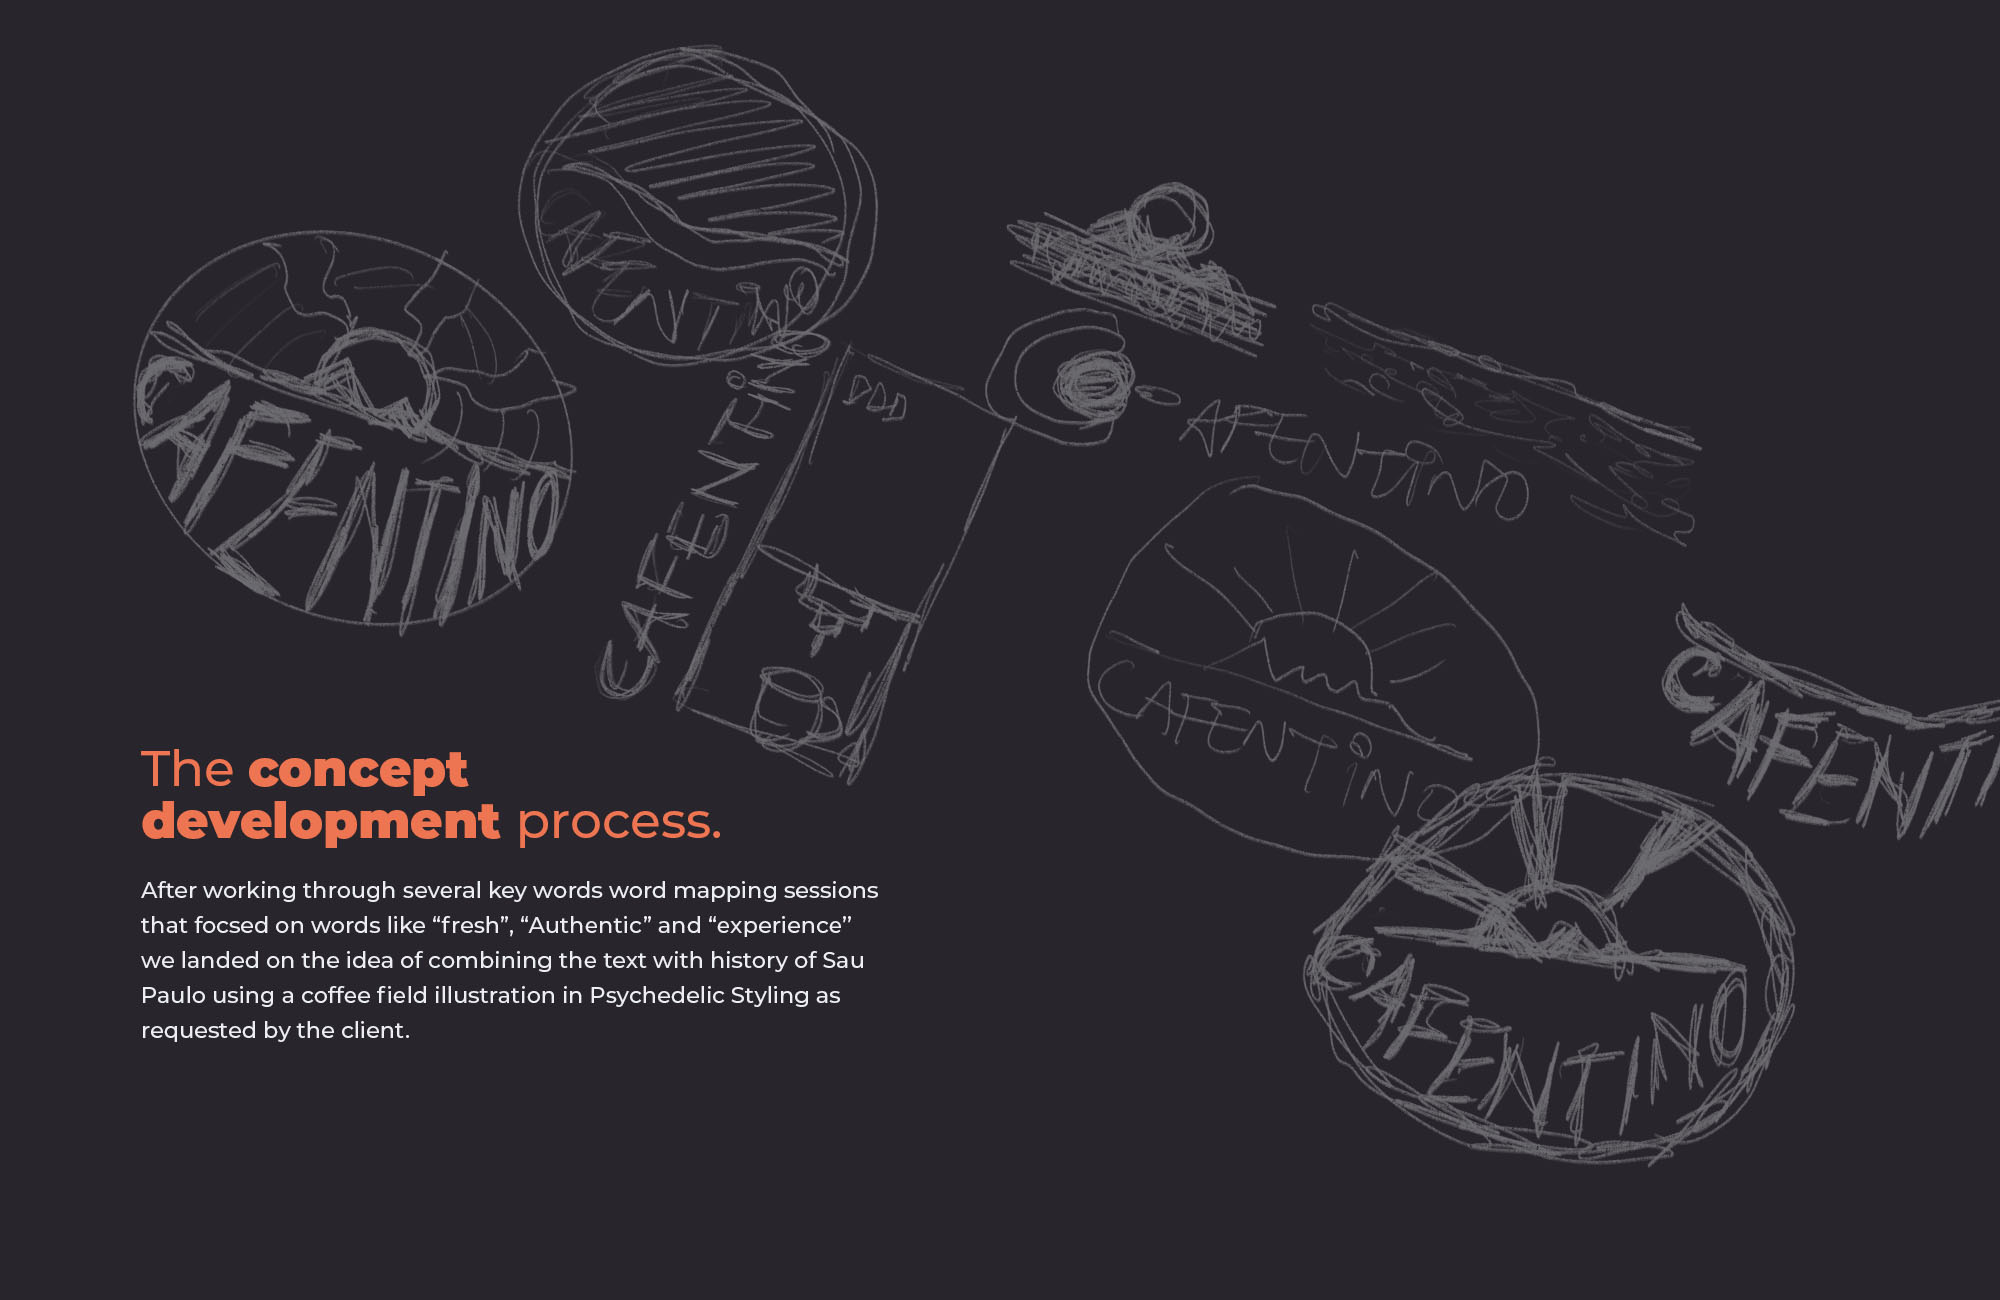 CAFENTINO
CAFENTINO
CAFENTINO
CAFENTINO
CAFENTINO
CAFENTI
CAFENTINO
The concept
development process.
After working through several key words word mapping sessions
that focsed on words like “fresh”, “Authentic” and “experience’’
we landed on the idea of combining the text with history of Sau
Paulo using a coffee field illustration in Psychedelic Styling as
requested by the client.